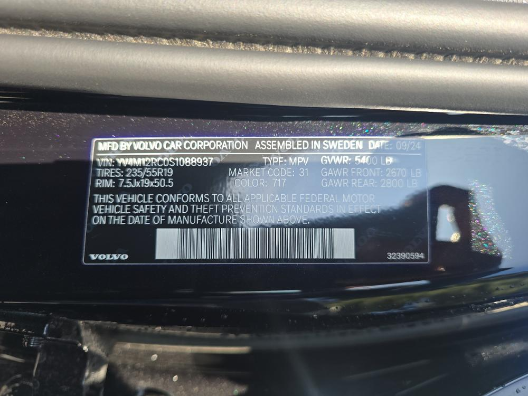 MFD BY VOLVO CAR CORPORATION ASSEMBLED IN SWEDEN DATE: 09/24
VIN: YV4M12RC0S1088937 TYPE: MPV GVWR: 5400 LB
TIRES: 235/55R19 MARKET CODE: 31 GAWR FRONT: 2670 LB
RIM: 7.5Jx19x50.5 COLOR: 717 GAWR REAR: 2800 LB
THIS VEHICLE CONFORMS TO ALL APPLICABLE FEDERAL MOTOR
VEHICLE SAFETY AND THEFT PREVENTION STANDARDS IN EFFECT
ON THE DATE OF MANUFACTURE SHOWN ABOVE.
VOLVO 32390594